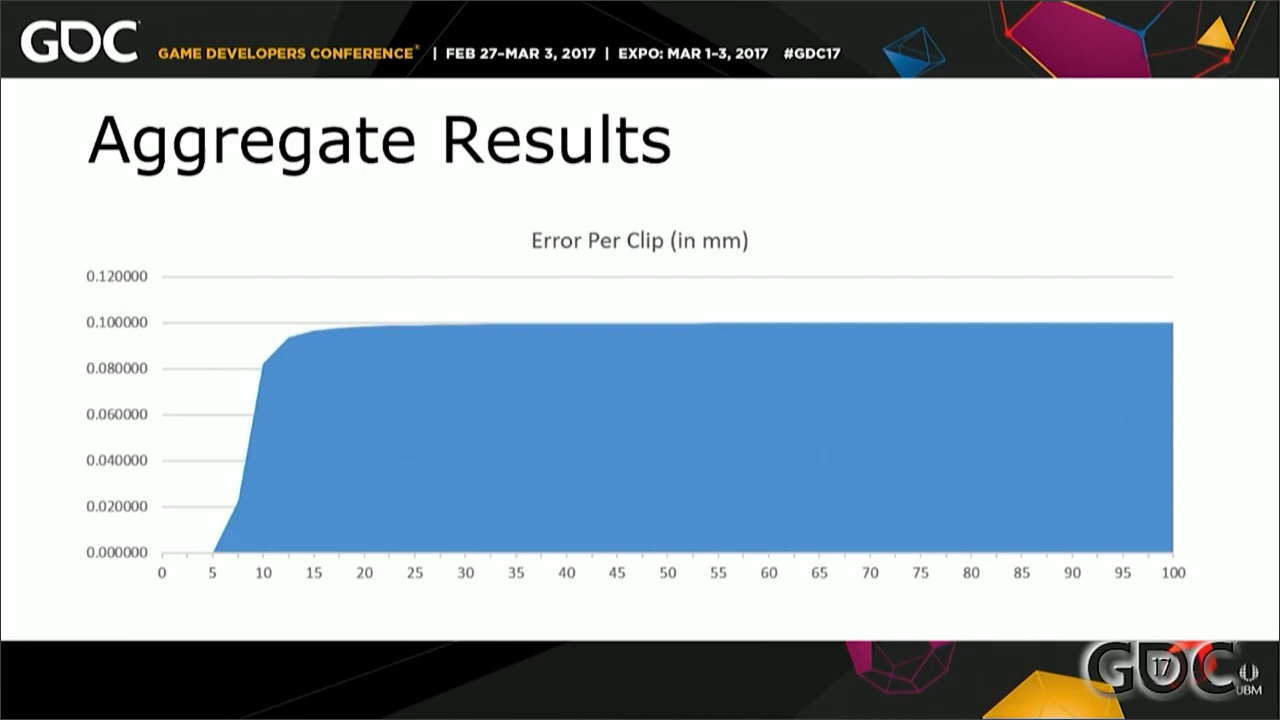 GDC GAME DEVELOPERS CONFERENCE® | FEB 27–MAR 3, 2017 | EXPO: MAR 1–3, 2017 #GDC17
Aggregate Results
Error Per Clip (in mm)
0.120000
0.100000
0.080000
0.060000
0.040000
0.020000
0.000000
0 5 10 15 20 25 30 35 40 45 50 55 60 65 70 75 80 85 90 95 100
GDC 17
UBM